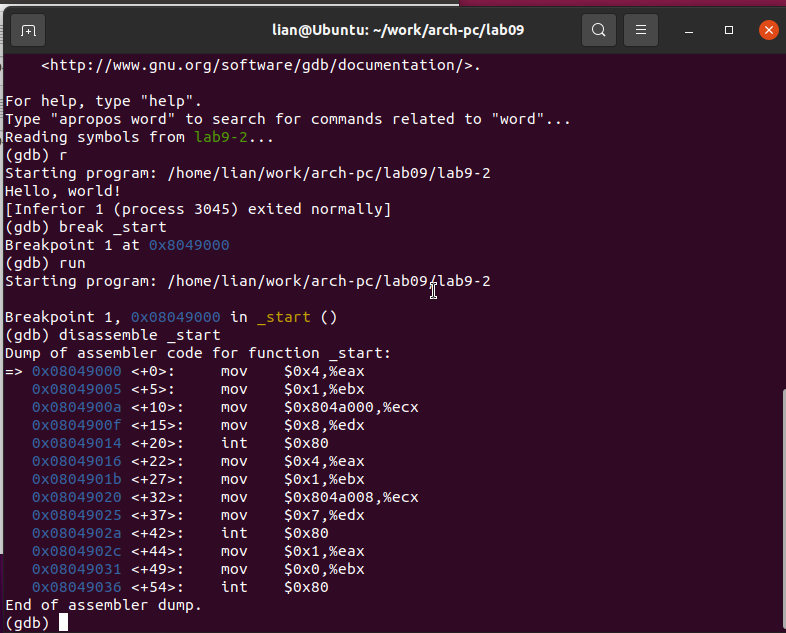 lian@Ubuntu: ~/work/arch-pc/lab09
<http://www.gnu.org/software/gdb/documentation/>.
For help, type "help".
Type "apropos word" to search for commands related to "word"...
Reading symbols from lab9-2...
(gdb) r
Starting program: /home/lian/work/arch-pc/lab09/lab9-2
Hello, world!
[Inferior 1 (process 3045) exited normally]
(gdb) break _start
Breakpoint 1 at 0x8049000
(gdb) run
Starting program: /home/lian/work/arch-pc/lab09/lab9-2
Breakpoint 1, 0x08049000 in _start ()
(gdb) disassemble _start
Dump of assembler code for function _start:
=> 0x08049000 <+0>:     mov    $0x4,%eax
   0x08049005 <+5>:     mov    $0x1,%ebx
   0x0804900a <+10>:    mov    $0x804a000,%ecx
   0x0804900f <+15>:    mov    $0x8,%edx
   0x08049014 <+20>:    int    $0x80
   0x08049016 <+22>:    mov    $0x4,%eax
   0x0804901b <+27>:    mov    $0x1,%ebx
   0x08049020 <+32>:    mov    $0x804a008,%ecx
   0x08049025 <+37>:    mov    $0x7,%edx
   0x0804902a <+42>:    int    $0x80
   0x0804902c <+44>:    mov    $0x1,%eax
   0x08049031 <+49>:    mov    $0x0,%ebx
   0x08049036 <+54>:    int    $0x80
End of assembler dump.
(gdb)